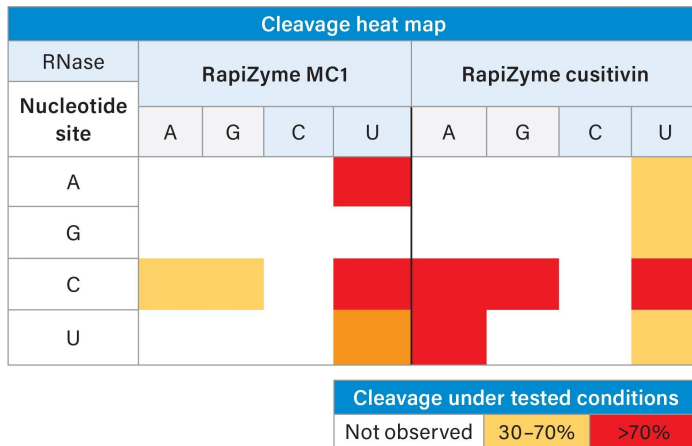 Cleavage heat map
RNase
RapiZyme MC1
RapiZyme cusitivin
Nucleotide
site
A G C U A G C U
A
G
C
U
Cleavage under tested conditions
Not observed 30–70% >70%